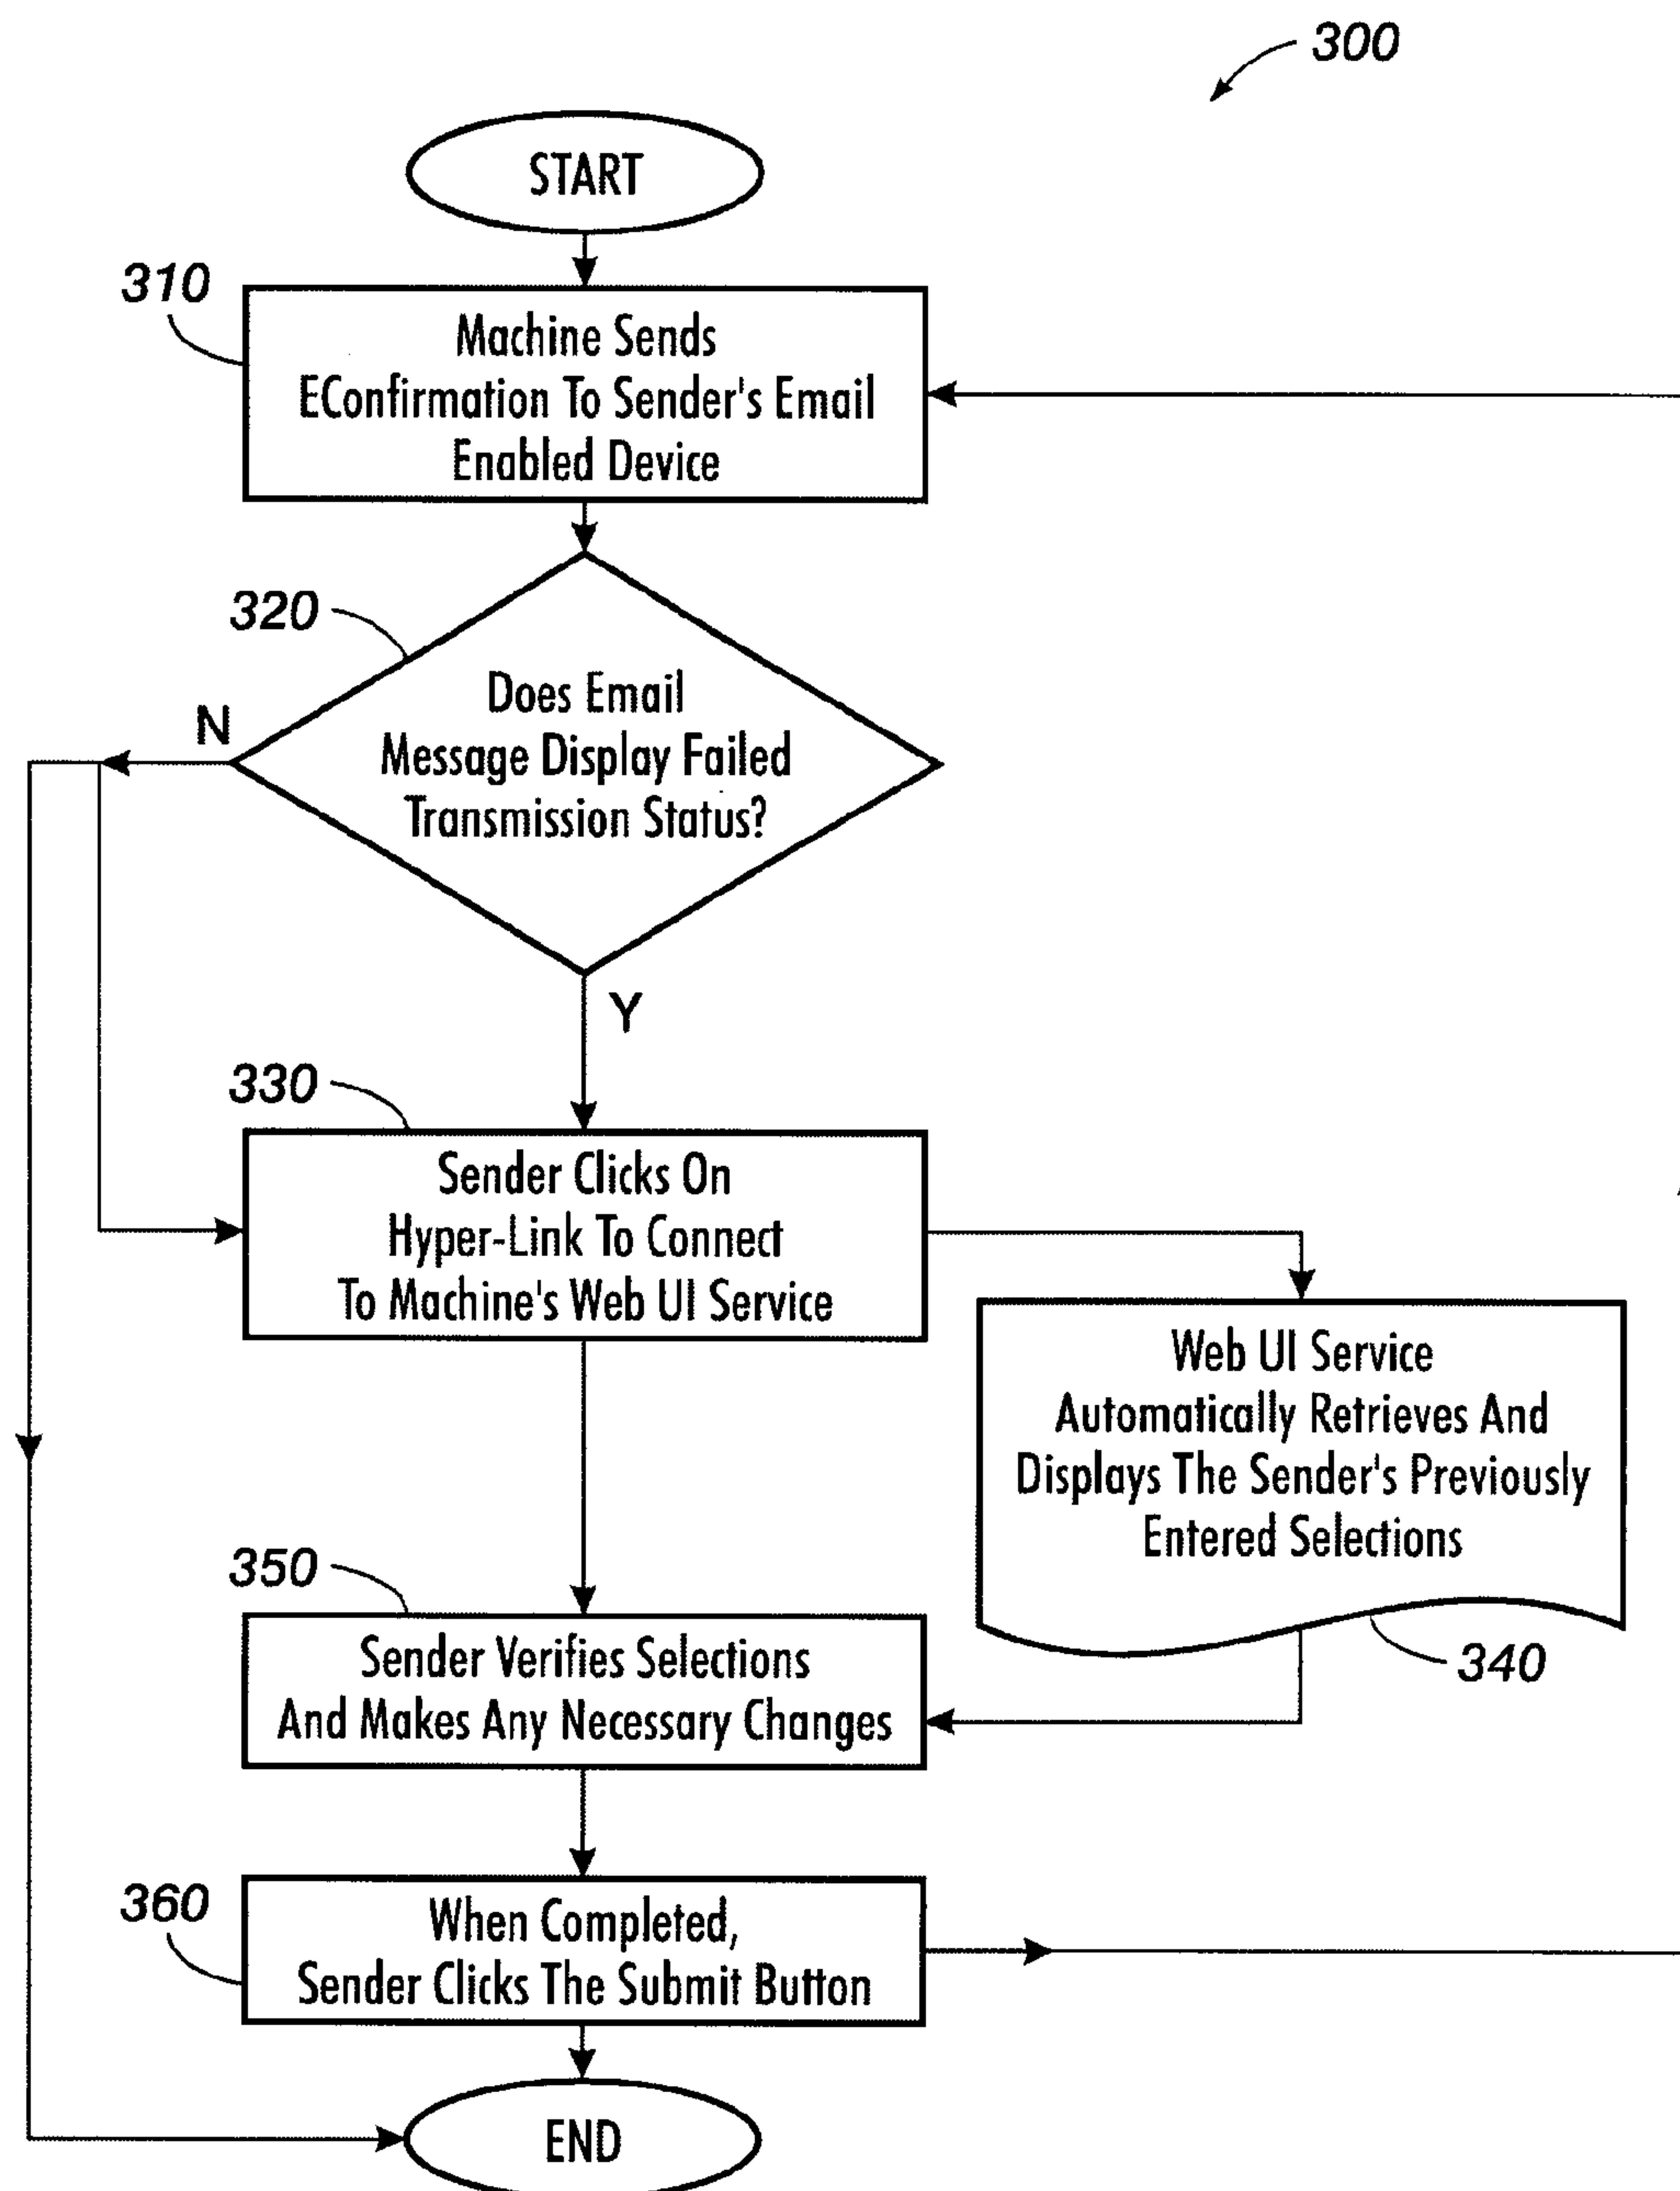 300
START
310
Machine Sends
EConfirmation To Sender's Email
Enabled Device
320
Does Email
Message Display Failed
Transmission Status?
N
Y
330
Sender Clicks On
Hyper-Link To Connect
To Machine's Web UI Service
Web UI Service
Automatically Retrieves And
Displays The Sender's Previously
Entered Selections
340
350
Sender Verifies Selections
And Makes Any Necessary Changes
360
When Completed,
Sender Clicks The Submit Button
END